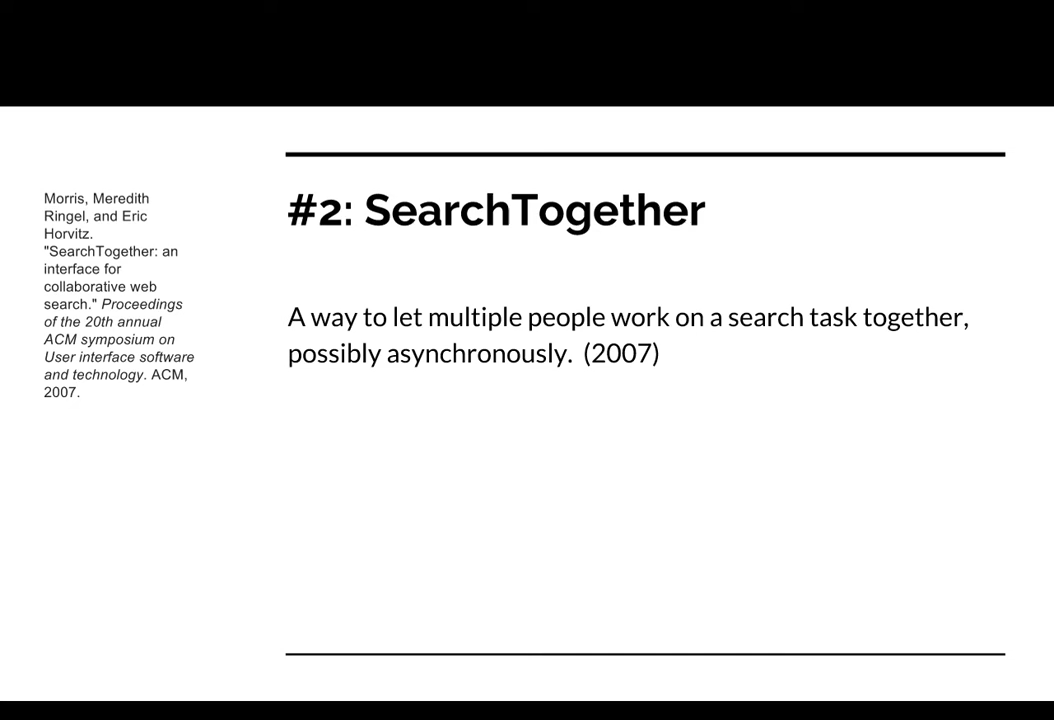 Morris, Meredith
Ringel, and Eric
Horvitz.
"SearchTogether: an
interface for
collaborative web
search." Proceedings
of the 20th annual
ACM symposium on
User interface software
and technology. ACM,
2007.
#2: SearchTogether
A way to let multiple people work on a search task together,
possibly asynchronously. (2007)